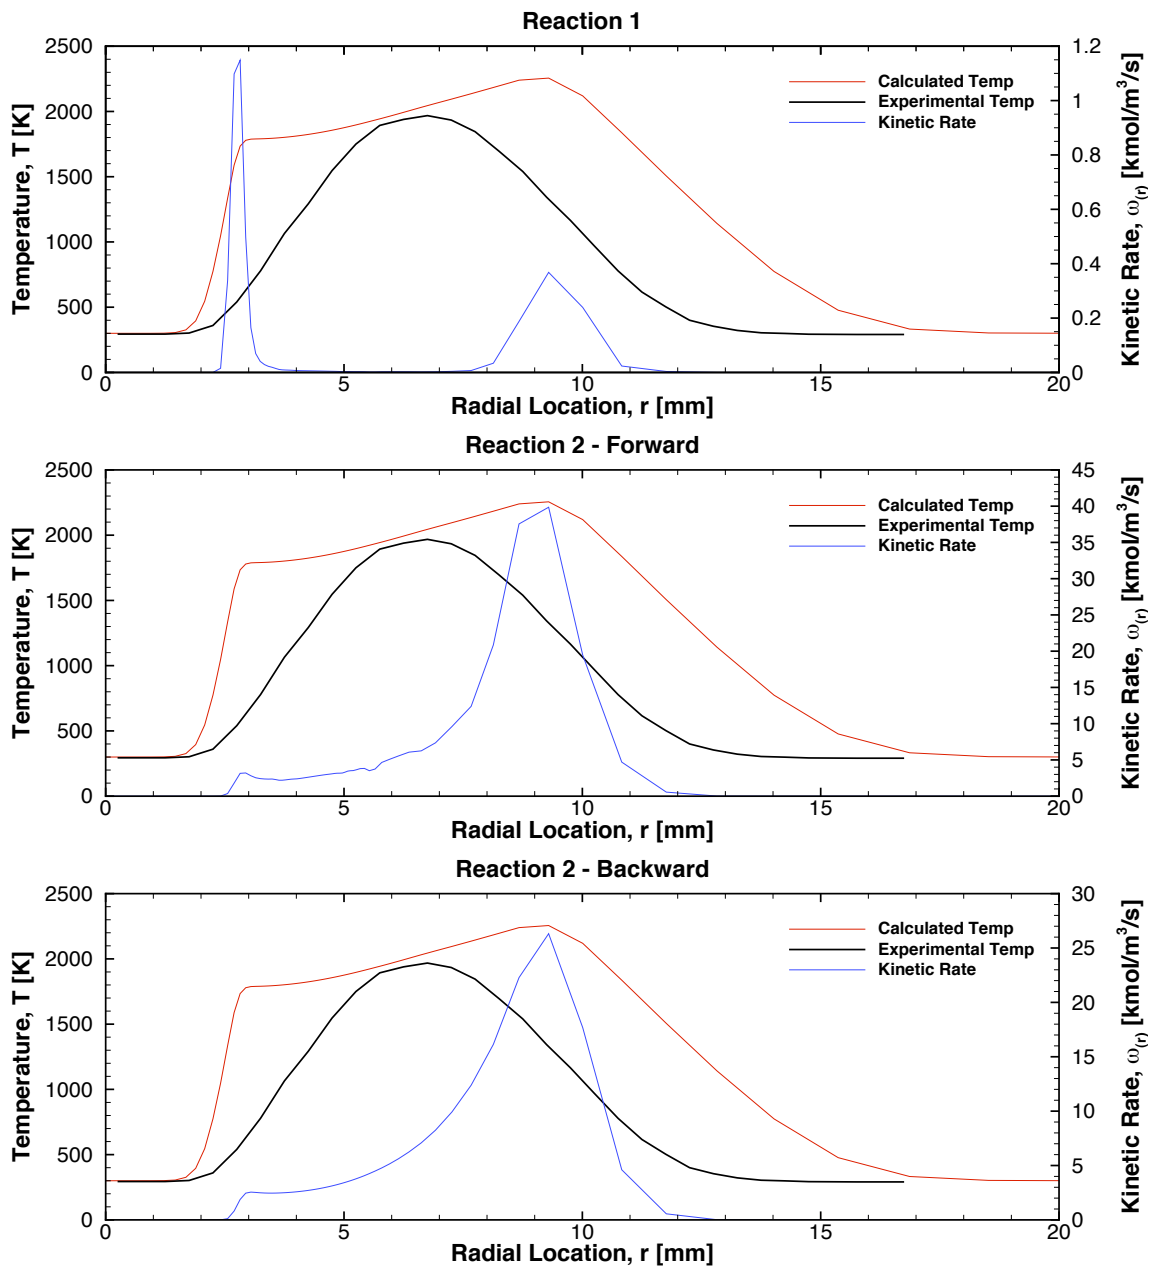 Reaction 1
2500
2000
1500
1000
500
0
Temperature, T [K]
Calculated Temp
Experimental Temp
Kinetic Rate
1.2
1
0.8
0.6
0.4
0.2
0
Kinetic Rate, ω(r) [kmol/m³/s]
0 5 10 15 20
Radial Location, r [mm]
Reaction 2 - Forward
2500
2000
1500
1000
500
0
Temperature, T [K]
Calculated Temp
Experimental Temp
Kinetic Rate
45
40
35
30
25
20
15
10
5
0
Kinetic Rate, ω(r) [kmol/m³/s]
0 5 10 15 20
Radial Location, r [mm]
Reaction 2 - Backward
2500
2000
1500
1000
500
0
Temperature, T [K]
Calculated Temp
Experimental Temp
Kinetic Rate
30
25
20
15
10
5
0
Kinetic Rate, ω(r) [kmol/m³/s]
0 5 10 15 20
Radial Location, r [mm]